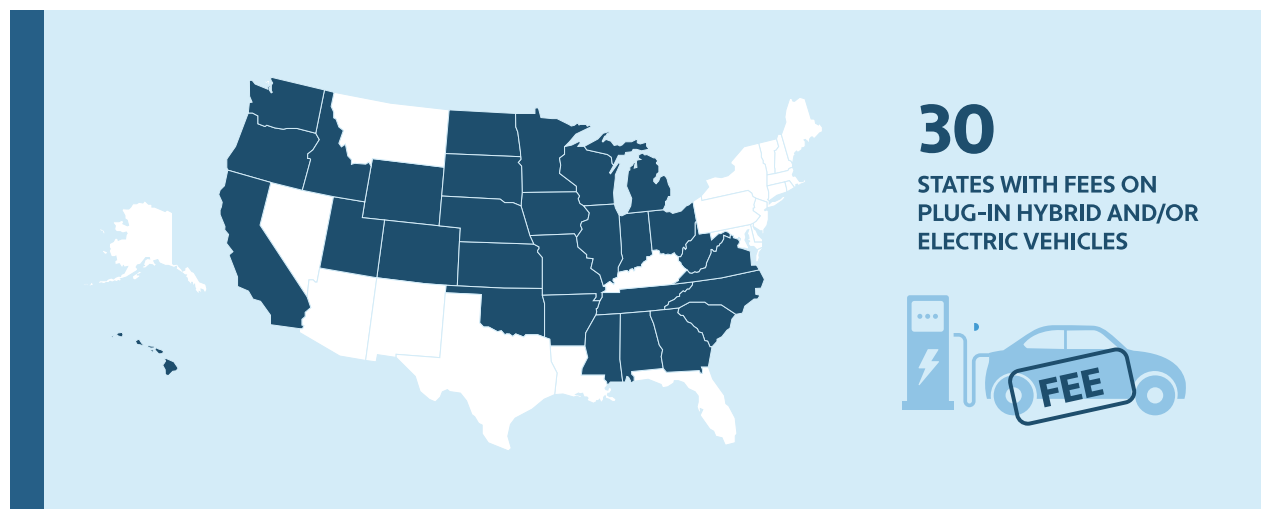 30
STATES WITH FEES ON
PLUG-IN HYBRID AND/OR
ELECTRIC VEHICLES
FEE